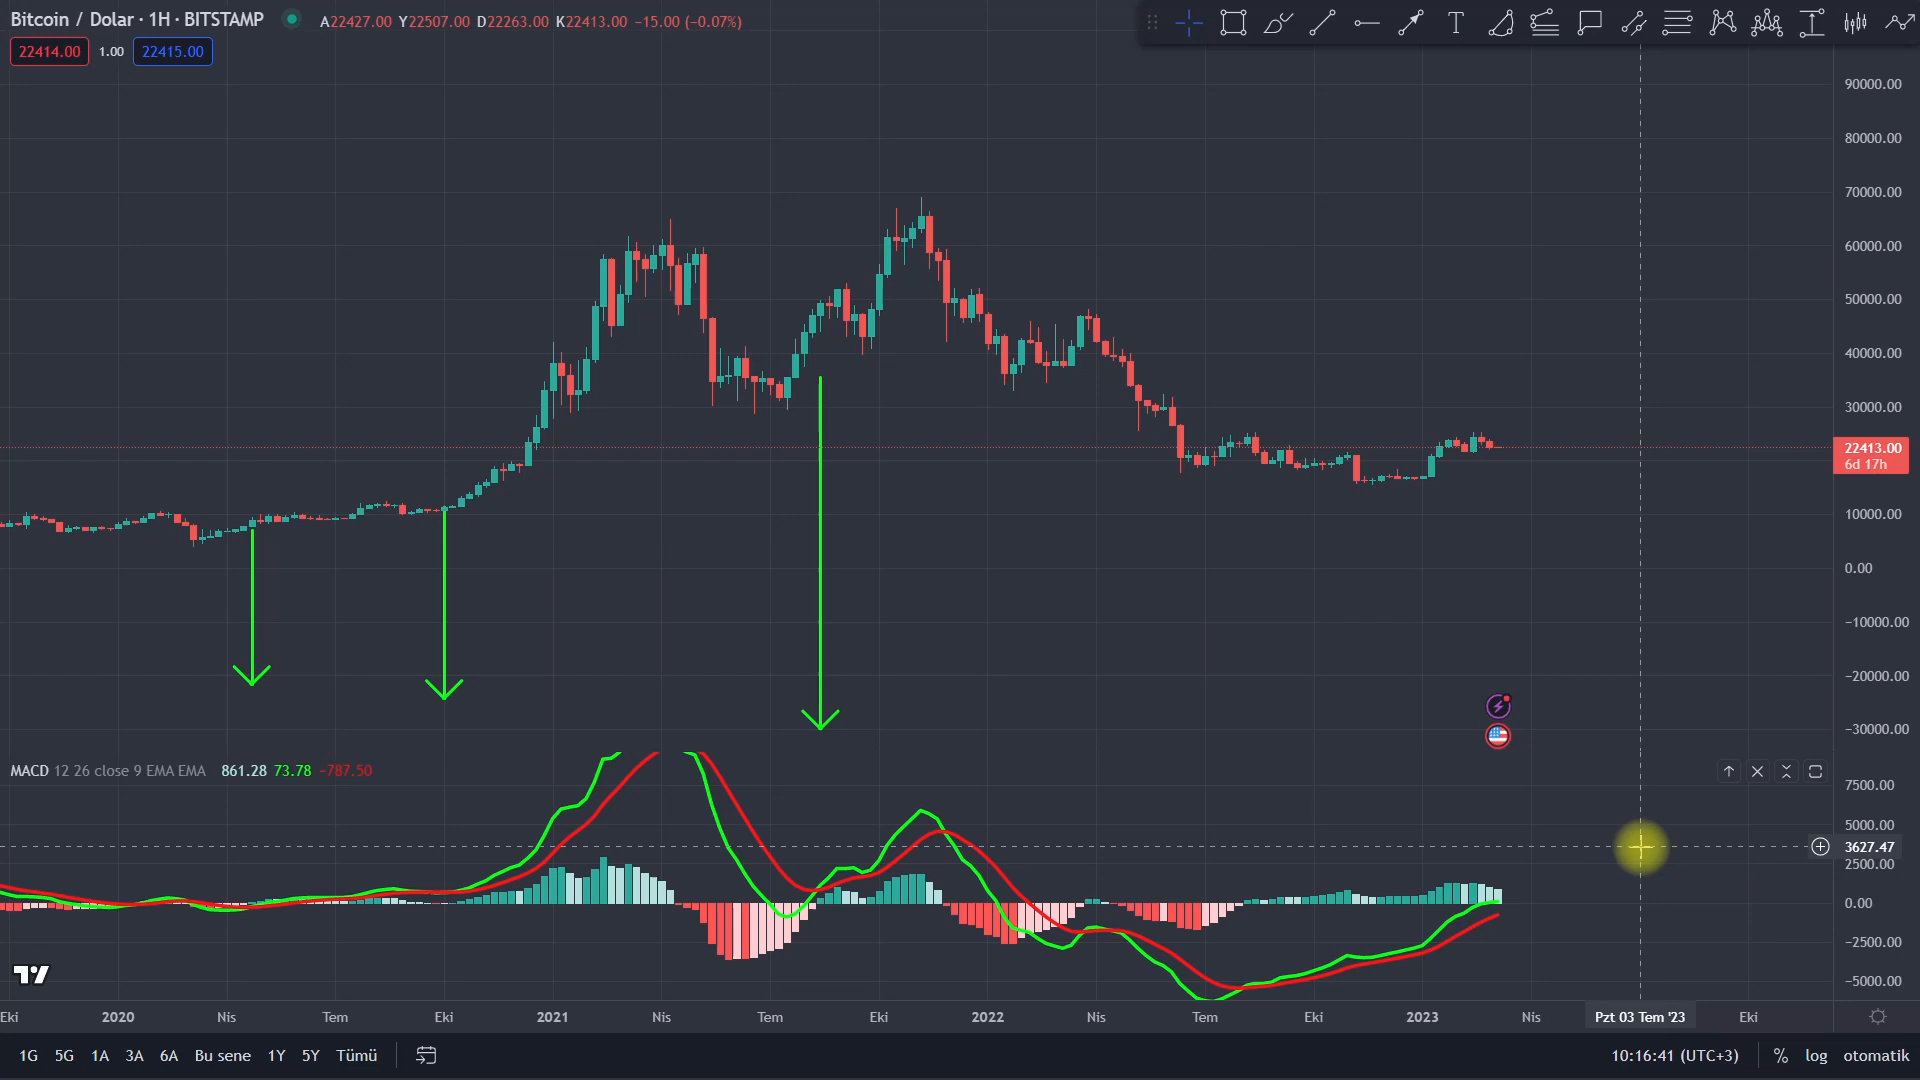 Bitcoin / Dolar · 1H · BITSTAMP A22427.00 Y22507.00 D22263.00 K22413.00 −15.00 (−0.07%)
22414.00 1.00 22415.00
T
90000.00
80000.00
70000.00
60000.00
50000.00
40000.00
30000.00
22413.00
6d 17h
10000.00
0.00
−10000.00
−20000.00
−30000.00
MACD 12 26 close 9 EMA EMA 861.28 73.78 −787.50
7500.00
5000.00
3627.47
2500.00
0.00
−2500.00
−5000.00
Eki 2020 Nis Tem Eki 2021 Nis Tem Eki 2022 Nis Tem Eki 2023 Nis Pzt 03 Tem '23 Eki
1G 5G 1A 3A 6A Bu sene 1Y 5Y Tümü 10:16:41 (UTC+3) % log otomatik